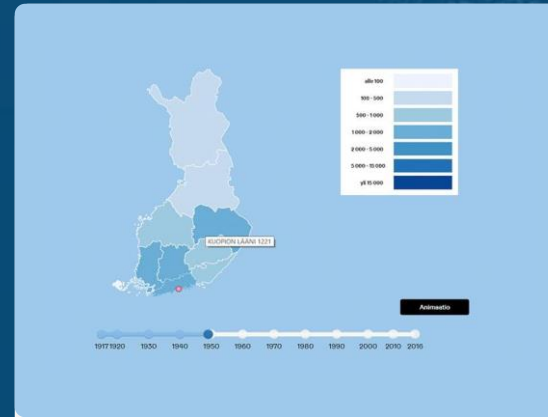 alle 100
100 - 500
500 - 1 000
1 000 - 2 000
2 000 - 5 000
5 000 - 15 000
yli 15 000
KUOPION LÄÄNI 1221
Animaatio
1917 1920 1930 1940 1950 1960 1970 1980 1990 2000 2010 2016